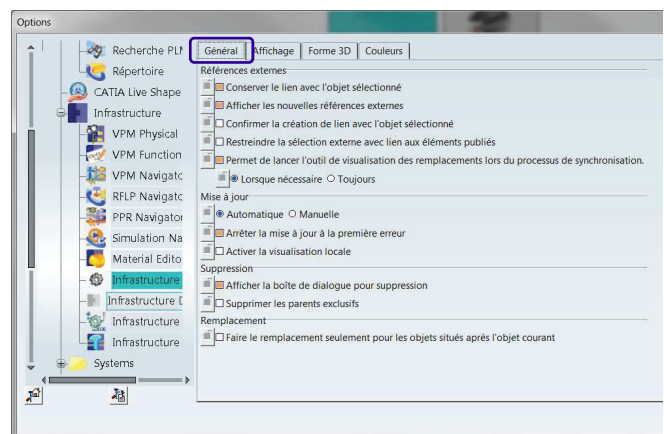 Options
Recherche PLM
Répertoire
CATIA Live Shape
Infrastructure
VPM Physical
VPM Function
VPM Navigato
RFLP Navigato
PPR Navigator
Simulation Na
Material Edito
Infrastructure
Infrastructure D
Infrastructure
Infrastructure
Systems
Général Affichage Forme 3D Couleurs
Références externes
Conserver le lien avec l'objet sélectionné
Afficher les nouvelles références externes
Confirmer la création de lien avec l'objet sélectionné
Restreindre la sélection externe avec lien aux éléments publiés
Permet de lancer l'outil de visualisation des remplacements lors du processus de synchronisation.
Lorsque nécessaire Toujours
Mise à jour
Automatique Manuelle
Arrêter la mise à jour à la première erreur
Activer la visualisation locale
Suppression
Afficher la boîte de dialogue pour suppression
Supprimer les parents exclusifs
Remplacement
Faire le remplacement seulement pour les objets situés après l'objet courant